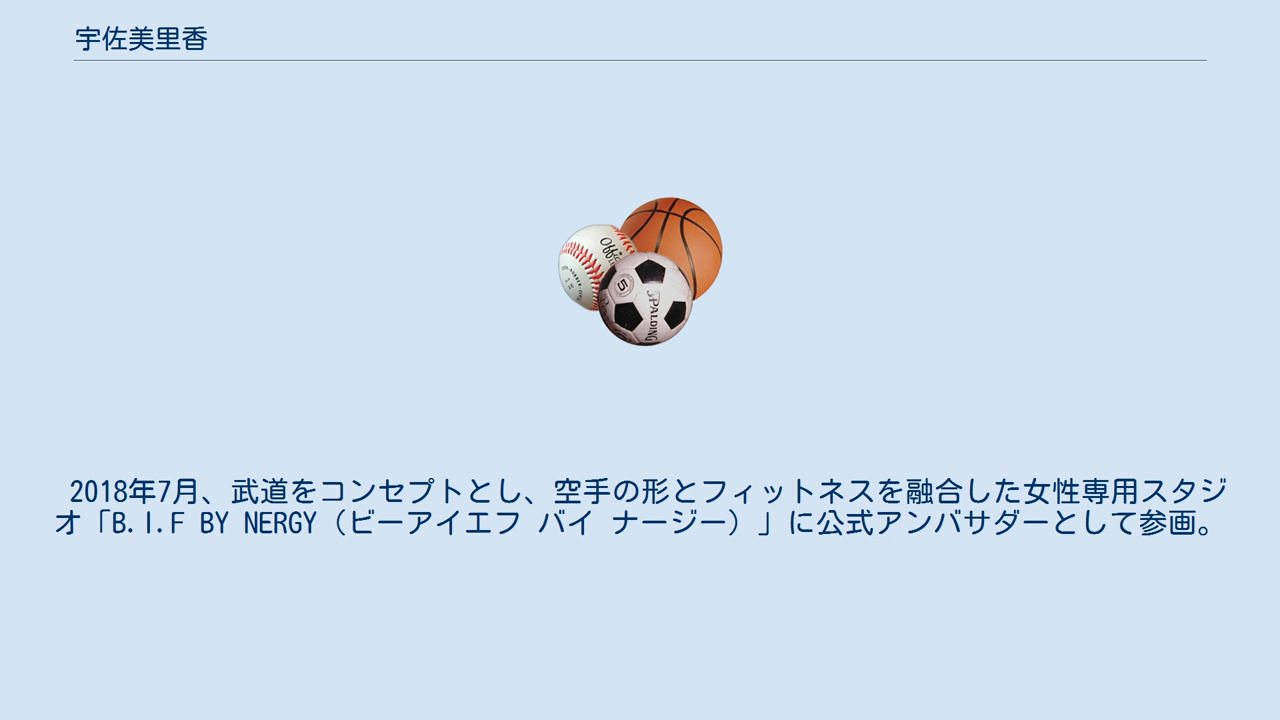 宇佐美里香
Offic
5
SPALDING
2018年7月、武道をコンセプトとし、空手の形とフィットネスを融合した女性専用スタジ
オ「B.I.F BY NERGY（ビーアイエフ バイ ナージー）」に公式アンバサダーとして参画。